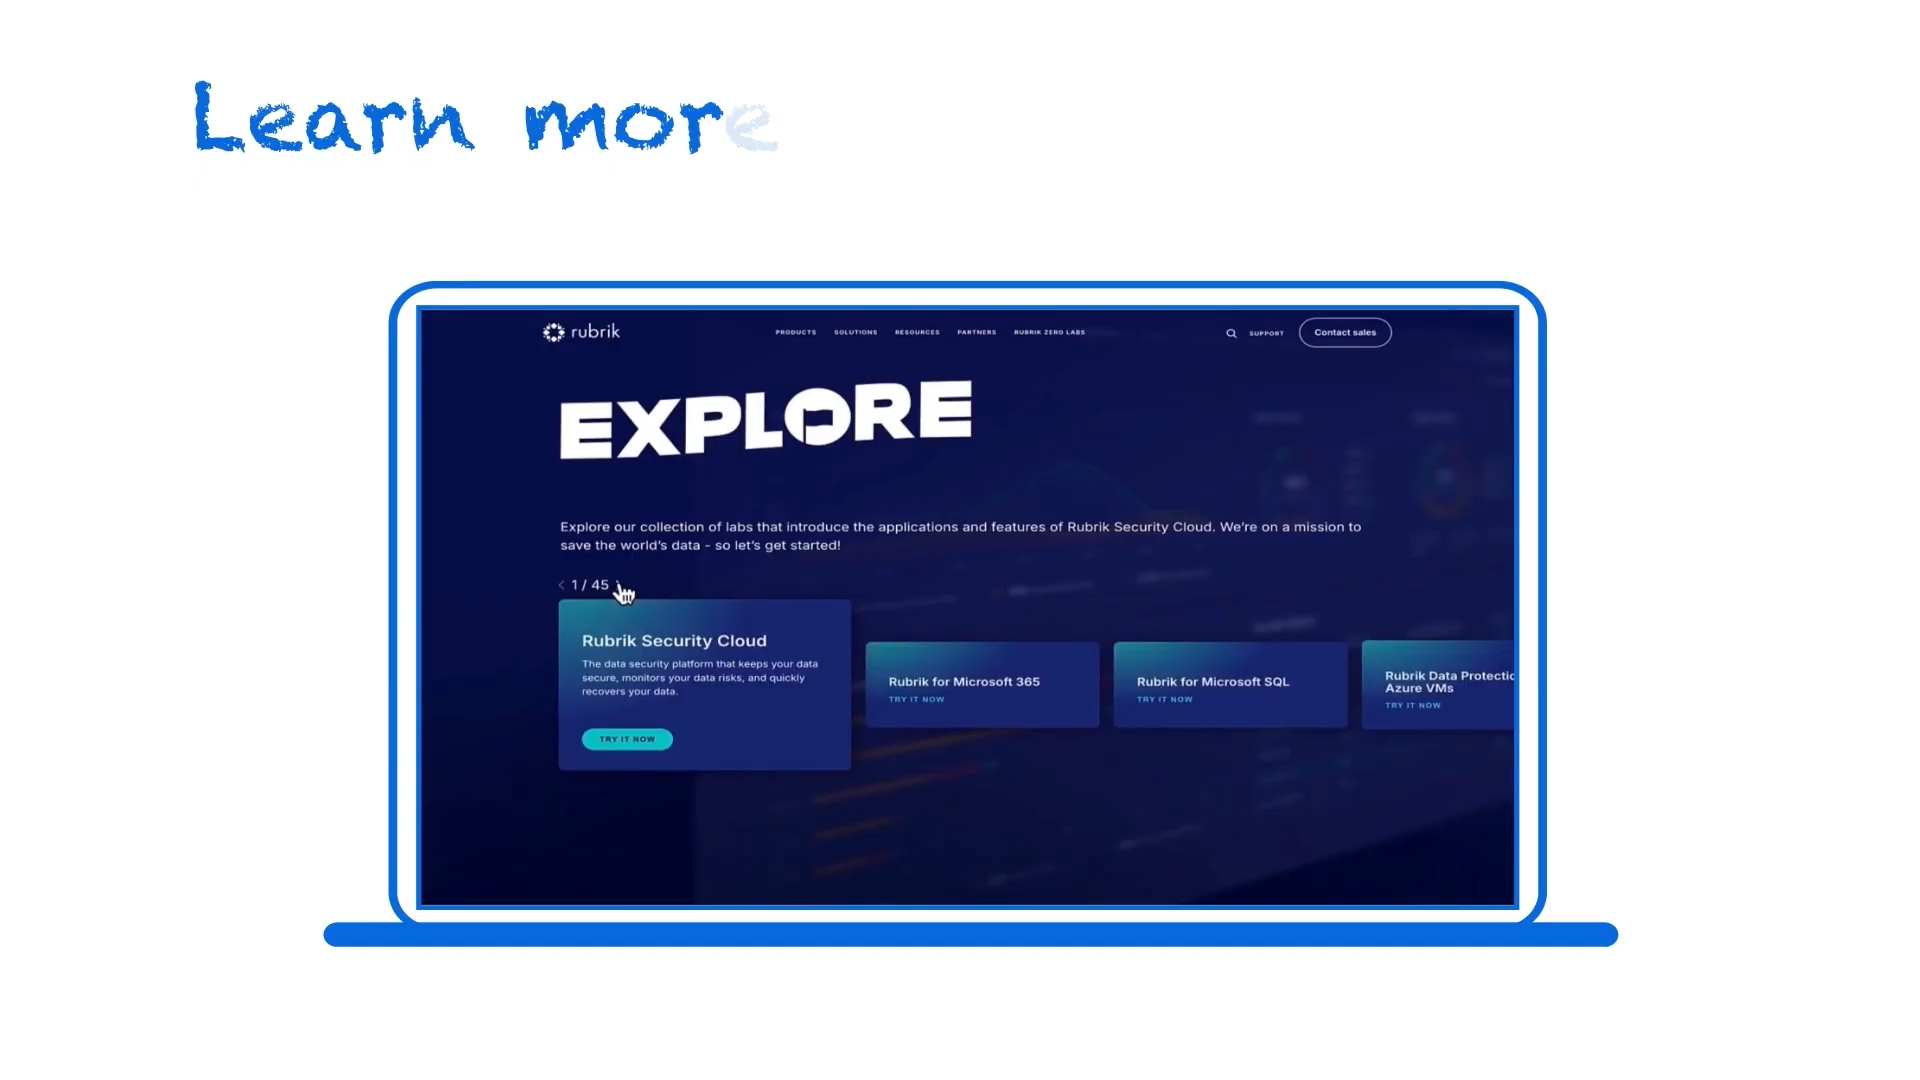 Learn more
rubrik
PRODUCTS SOLUTIONS RESOURCES PARTNERS RUBRIK ZERO LABS
SUPPORT Contact sales
EXPLORE
Explore our collection of labs that introduce the applications and features of Rubrik Security Cloud. We're on a mission to
save the world's data - so let's get started!
< 1 / 45
Rubrik Security Cloud
The data security platform that keeps your data
secure, monitors your data risks, and quickly
recovers your data.
TRY IT NOW
Rubrik for Microsoft 365
TRY IT NOW
Rubrik for Microsoft SQL
TRY IT NOW
Rubrik Data Protectio
Azure VMs
TRY IT NOW